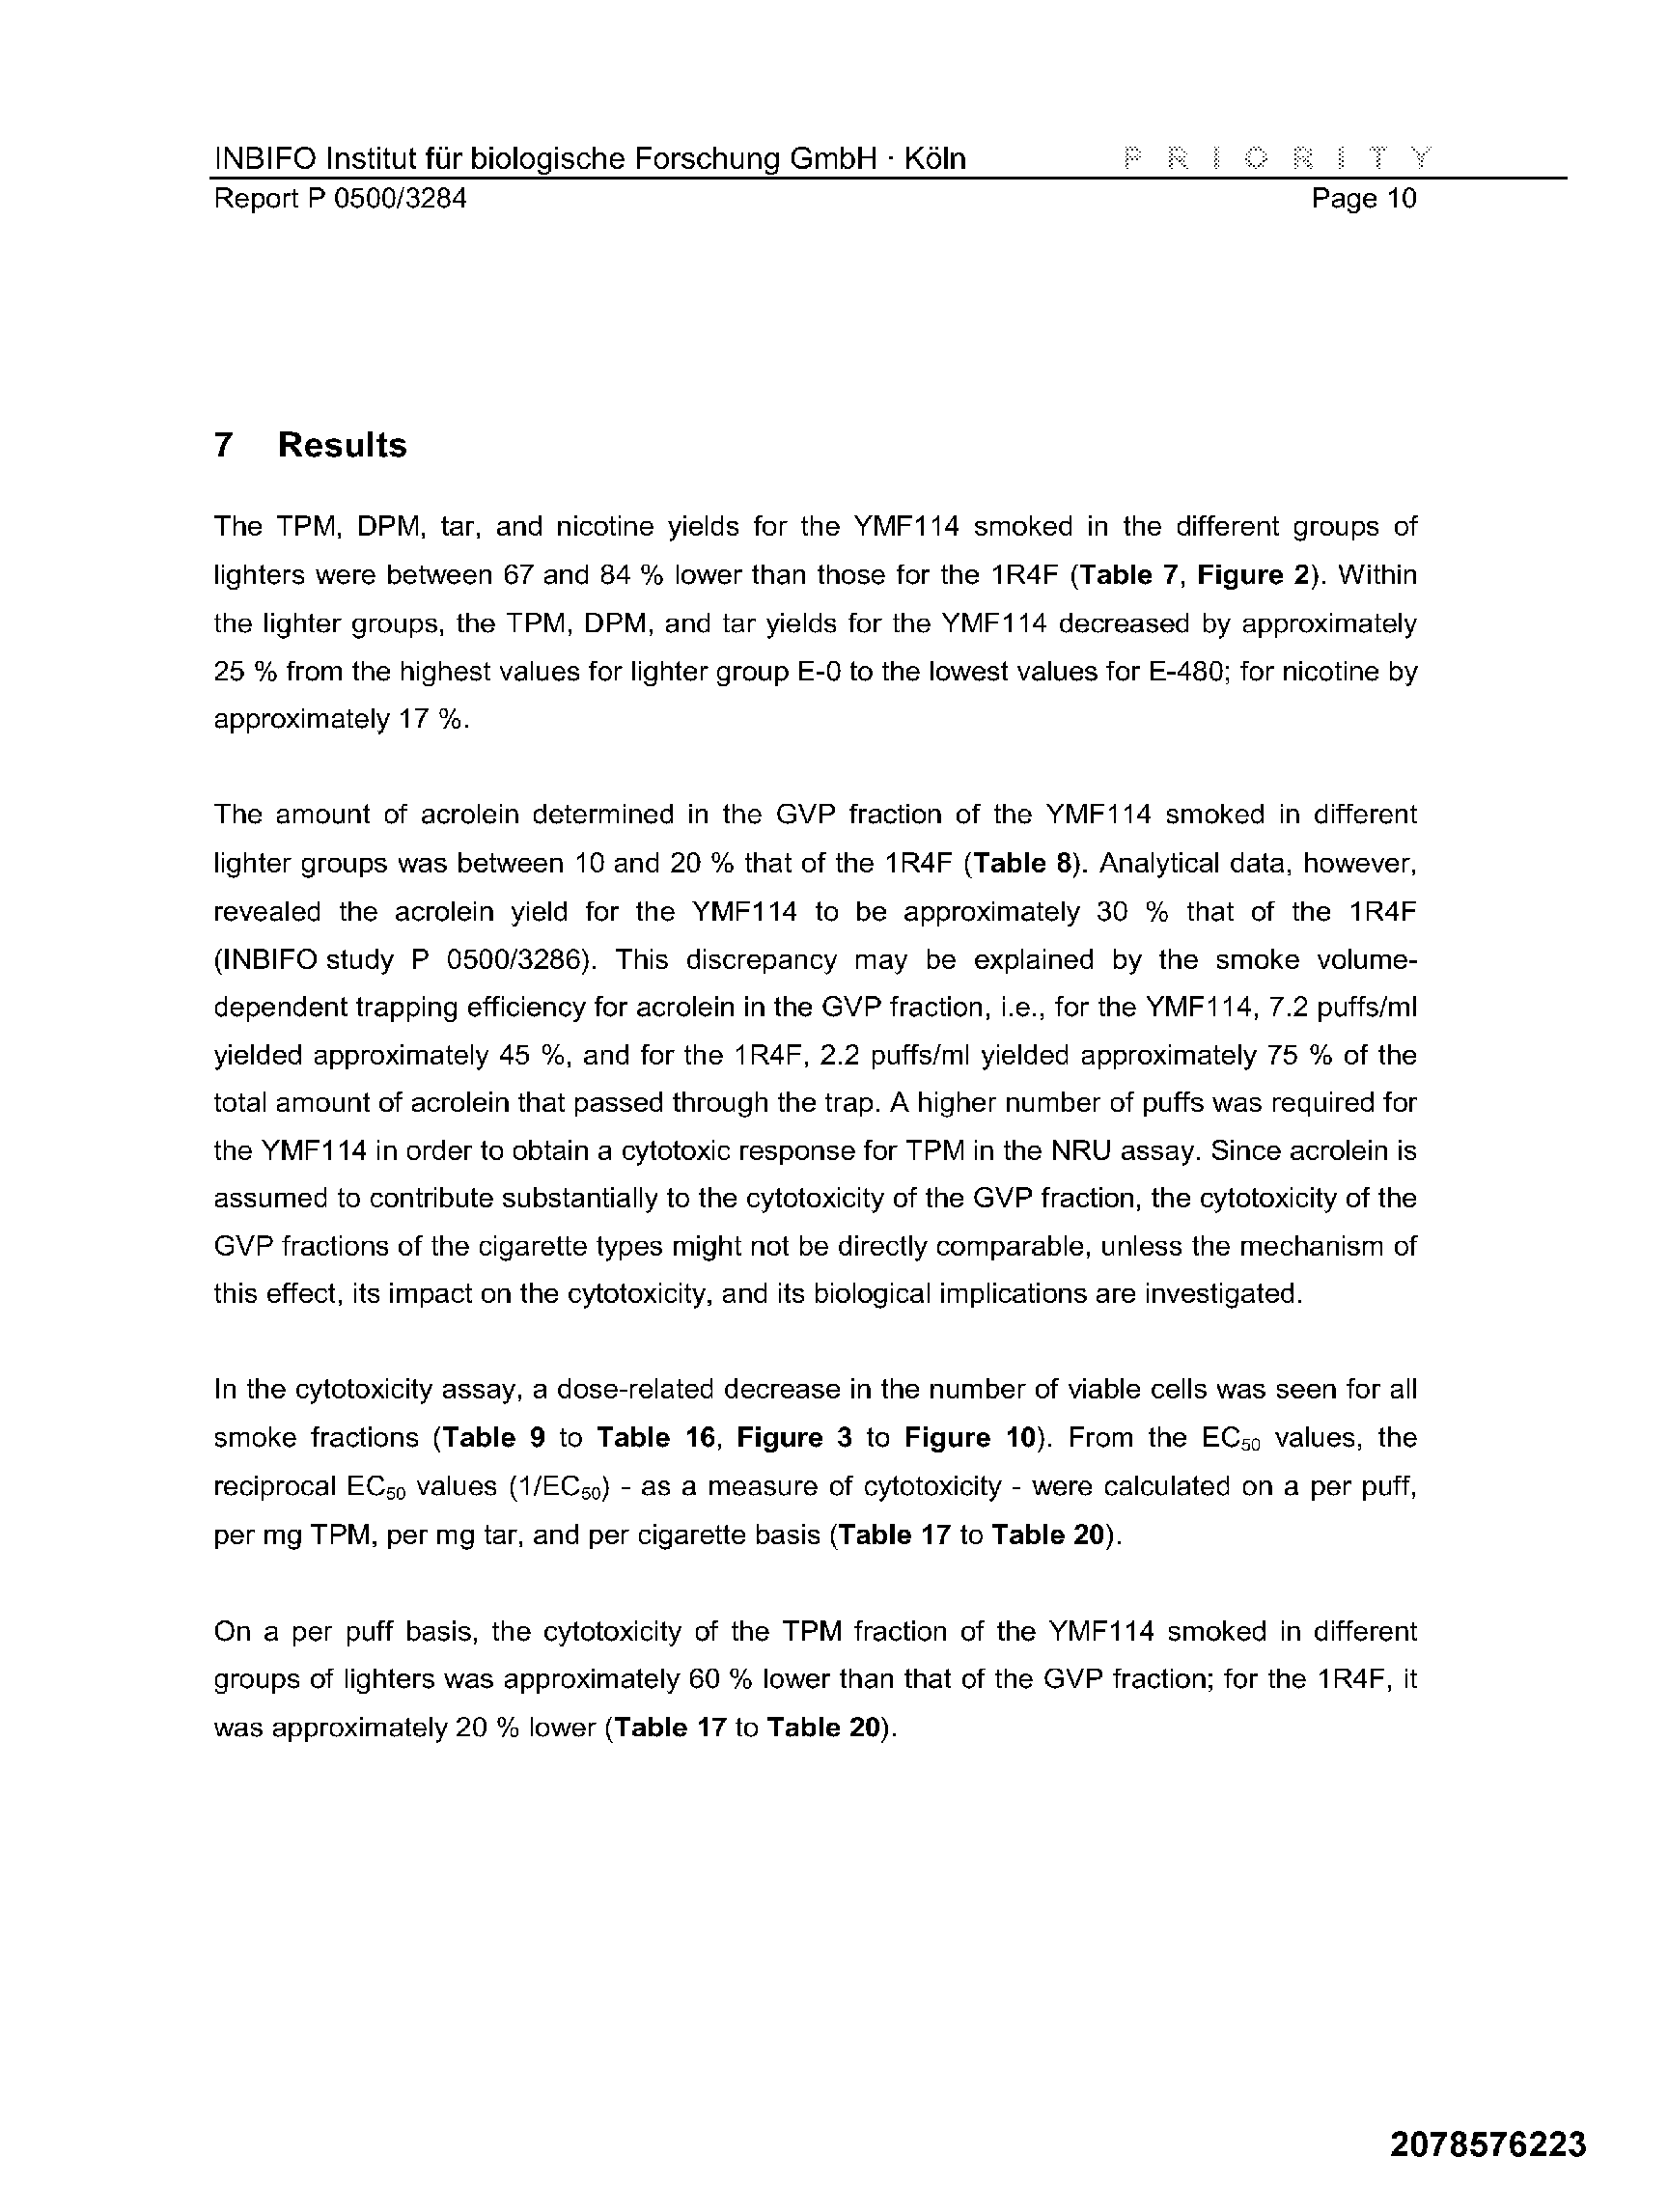 INBIFO Institut für biologische Forschung GmbH · Köln PRIORITY
Report P 0500/3284 Page 10
7 Results
The TPM, DPM, tar, and nicotine yields for the YMF114 smoked in the different groups of
lighters were between 67 and 84 % lower than those for the 1R4F (Table 7, Figure 2). Within
the lighter groups, the TPM, DPM, and tar yields for the YMF114 decreased by approximately
25 % from the highest values for lighter group E-0 to the lowest values for E-480; for nicotine by
approximately 17 %.
The amount of acrolein determined in the GVP fraction of the YMF114 smoked in different
lighter groups was between 10 and 20 % that of the 1R4F (Table 8). Analytical data, however,
revealed the acrolein yield for the YMF114 to be approximately 30 % that of the 1R4F
(INBIFO study P 0500/3286). This discrepancy may be explained by the smoke volume-
dependent trapping efficiency for acrolein in the GVP fraction, i.e., for the YMF114, 7.2 puffs/ml
yielded approximately 45 %, and for the 1R4F, 2.2 puffs/ml yielded approximately 75 % of the
total amount of acrolein that passed through the trap. A higher number of puffs was required for
the YMF114 in order to obtain a cytotoxic response for TPM in the NRU assay. Since acrolein is
assumed to contribute substantially to the cytotoxicity of the GVP fraction, the cytotoxicity of the
GVP fractions of the cigarette types might not be directly comparable, unless the mechanism of
this effect, its impact on the cytotoxicity, and its biological implications are investigated.
In the cytotoxicity assay, a dose-related decrease in the number of viable cells was seen for all
smoke fractions (Table 9 to Table 16, Figure 3 to Figure 10). From the EC50 values, the
reciprocal EC50 values (1/EC50) - as a measure of cytotoxicity - were calculated on a per puff,
per mg TPM, per mg tar, and per cigarette basis (Table 17 to Table 20).
On a per puff basis, the cytotoxicity of the TPM fraction of the YMF114 smoked in different
groups of lighters was approximately 60 % lower than that of the GVP fraction; for the 1R4F, it
was approximately 20 % lower (Table 17 to Table 20).
2078576223